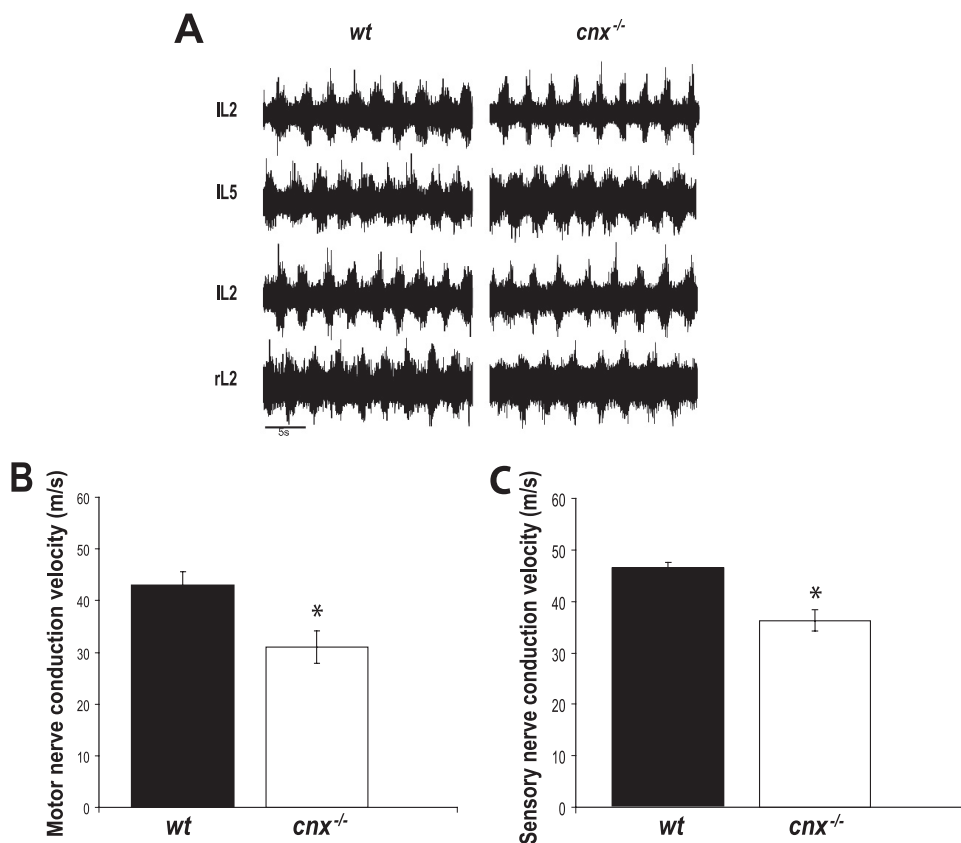 A
wt cnx-/-
lL2
lL5
lL2
rL2
5s
B
Motor nerve conduction velocity (m/s)
60
50
40
30
20
10
0
*
wt cnx-/-
C
Sensory nerve conduction velocity (m/s)
60
50
40
30
20
10
0
*
wt cnx-/-